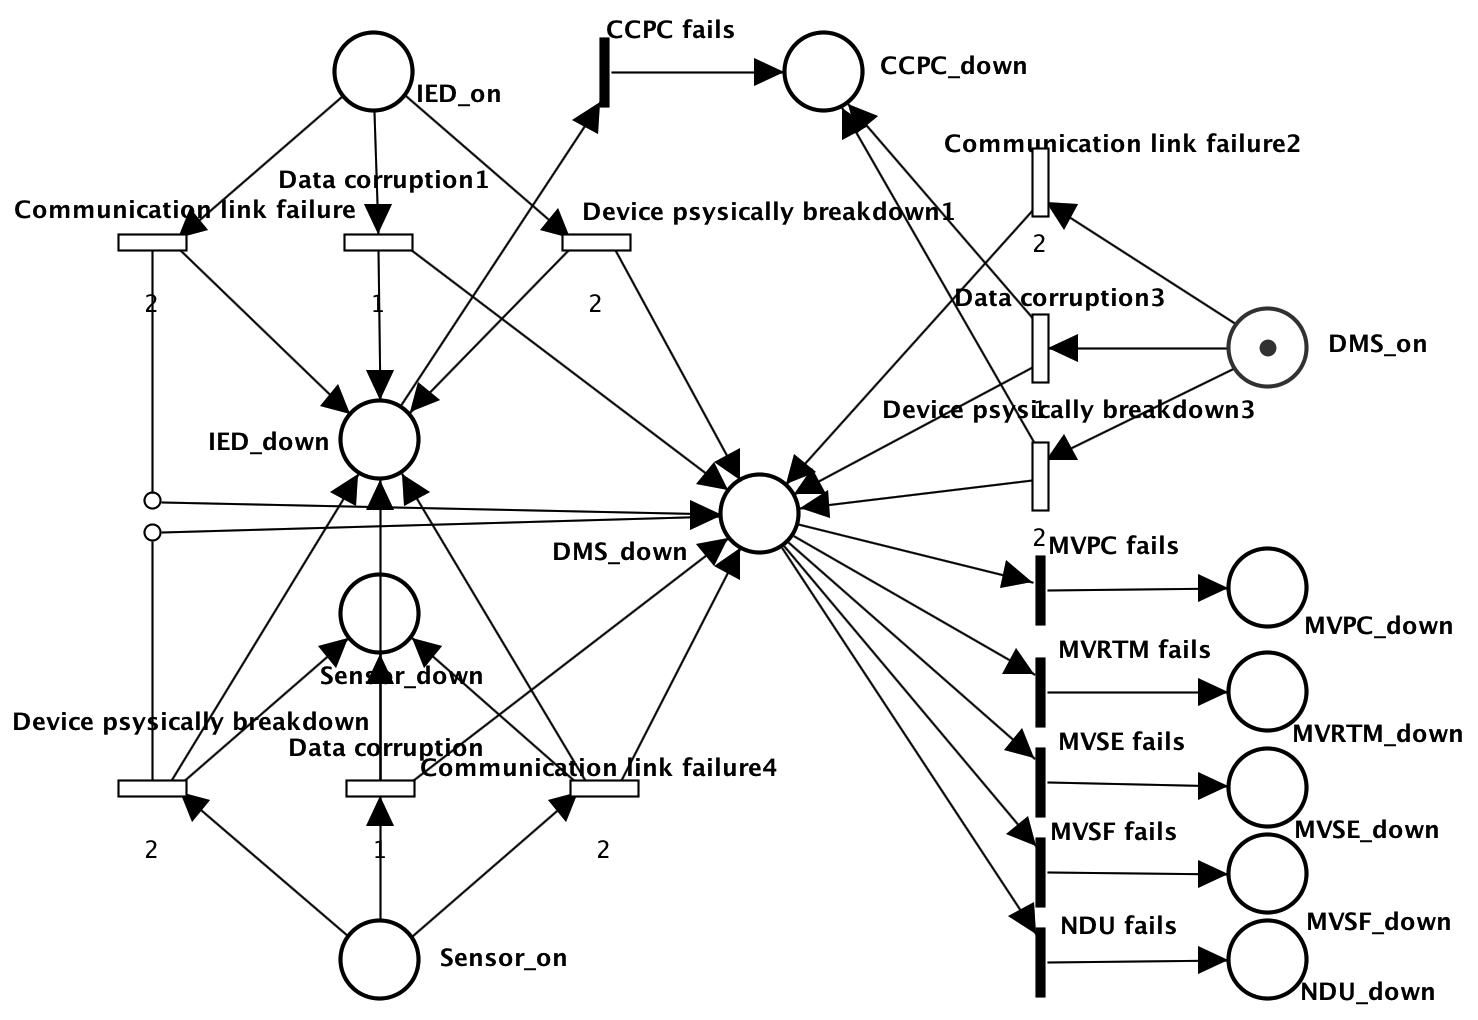 CCPC fails
CCPC_down
IED_on
Communication link failure2
Data corruption1
Communication link failure
Device psysically breakdown1
2
2
1
2
Data corruption3
DMS_on
1
Device psysically breakdown3
IED_down
2
MVPC fails
DMS_down
MVPC_down
MVRTM fails
Sensor_down
Device psysically breakdown
MVRTM_down
MVSE fails
Data corruption
Communication link failure4
MVSE_down
MVSF fails
2
1
2
MVSF_down
NDU fails
Sensor_on
NDU_down